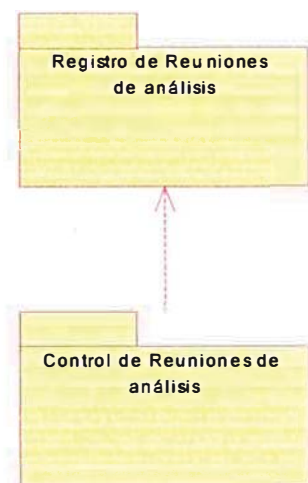 Registro de Reuniones
de análisis
Control de Reuniones de
análisis